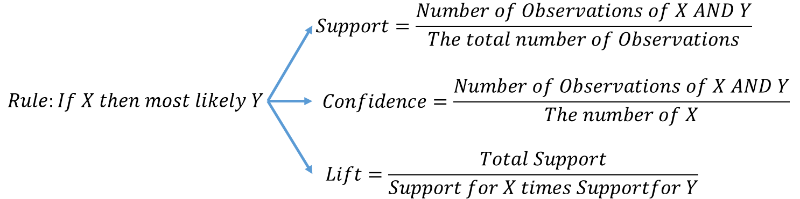 Rule: If X then most likely Y
Support = Number of Observations of X AND Y / The total number of Observations
Confidence = Number of Observations of X AND Y / The number of X
Lift = Total Support / Support for X times Supportfor Y